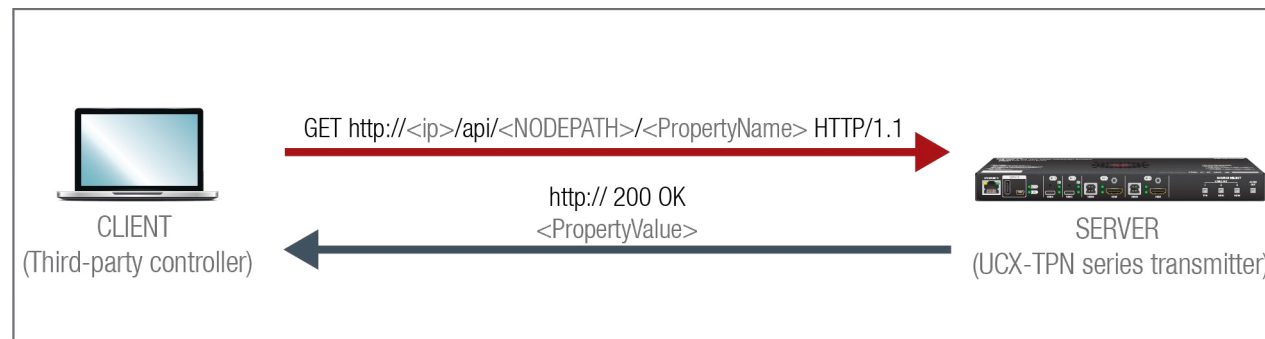 GET http://<ip>/api/<NODEPATH>/<PropertyName> HTTP/1.1
http:// 200 OK
<PropertyValue>
CLIENT
(Third-party controller)
SERVER
(UCX-TPN series transmitter)